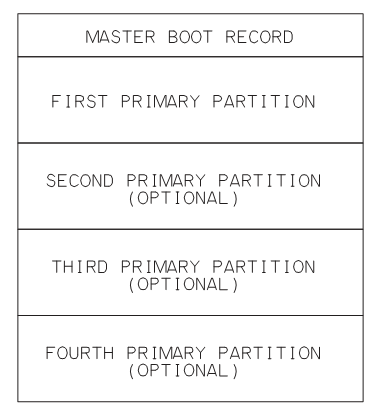 MASTER BOOT RECORD
FIRST PRIMARY PARTITION
SECOND PRIMARY PARTITION
(OPTIONAL)
THIRD PRIMARY PARTITION
(OPTIONAL)
FOURTH PRIMARY PARTITION
(OPTIONAL)